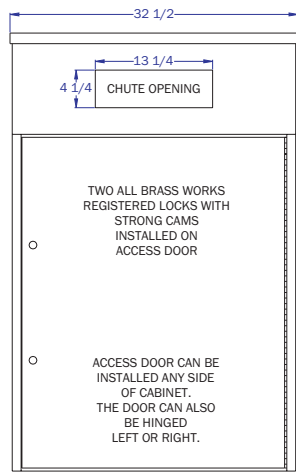 32 1/2
13 1/4
4 1/4
CHUTE OPENING
TWO ALL BRASS WORKS
REGISTERED LOCKS WITH
STRONG CAMS
INSTALLED ON
ACCESS DOOR
ACCESS DOOR CAN BE
INSTALLED ANY SIDE
OF CABINET.
THE DOOR CAN ALSO
BE HINGED
LEFT OR RIGHT.